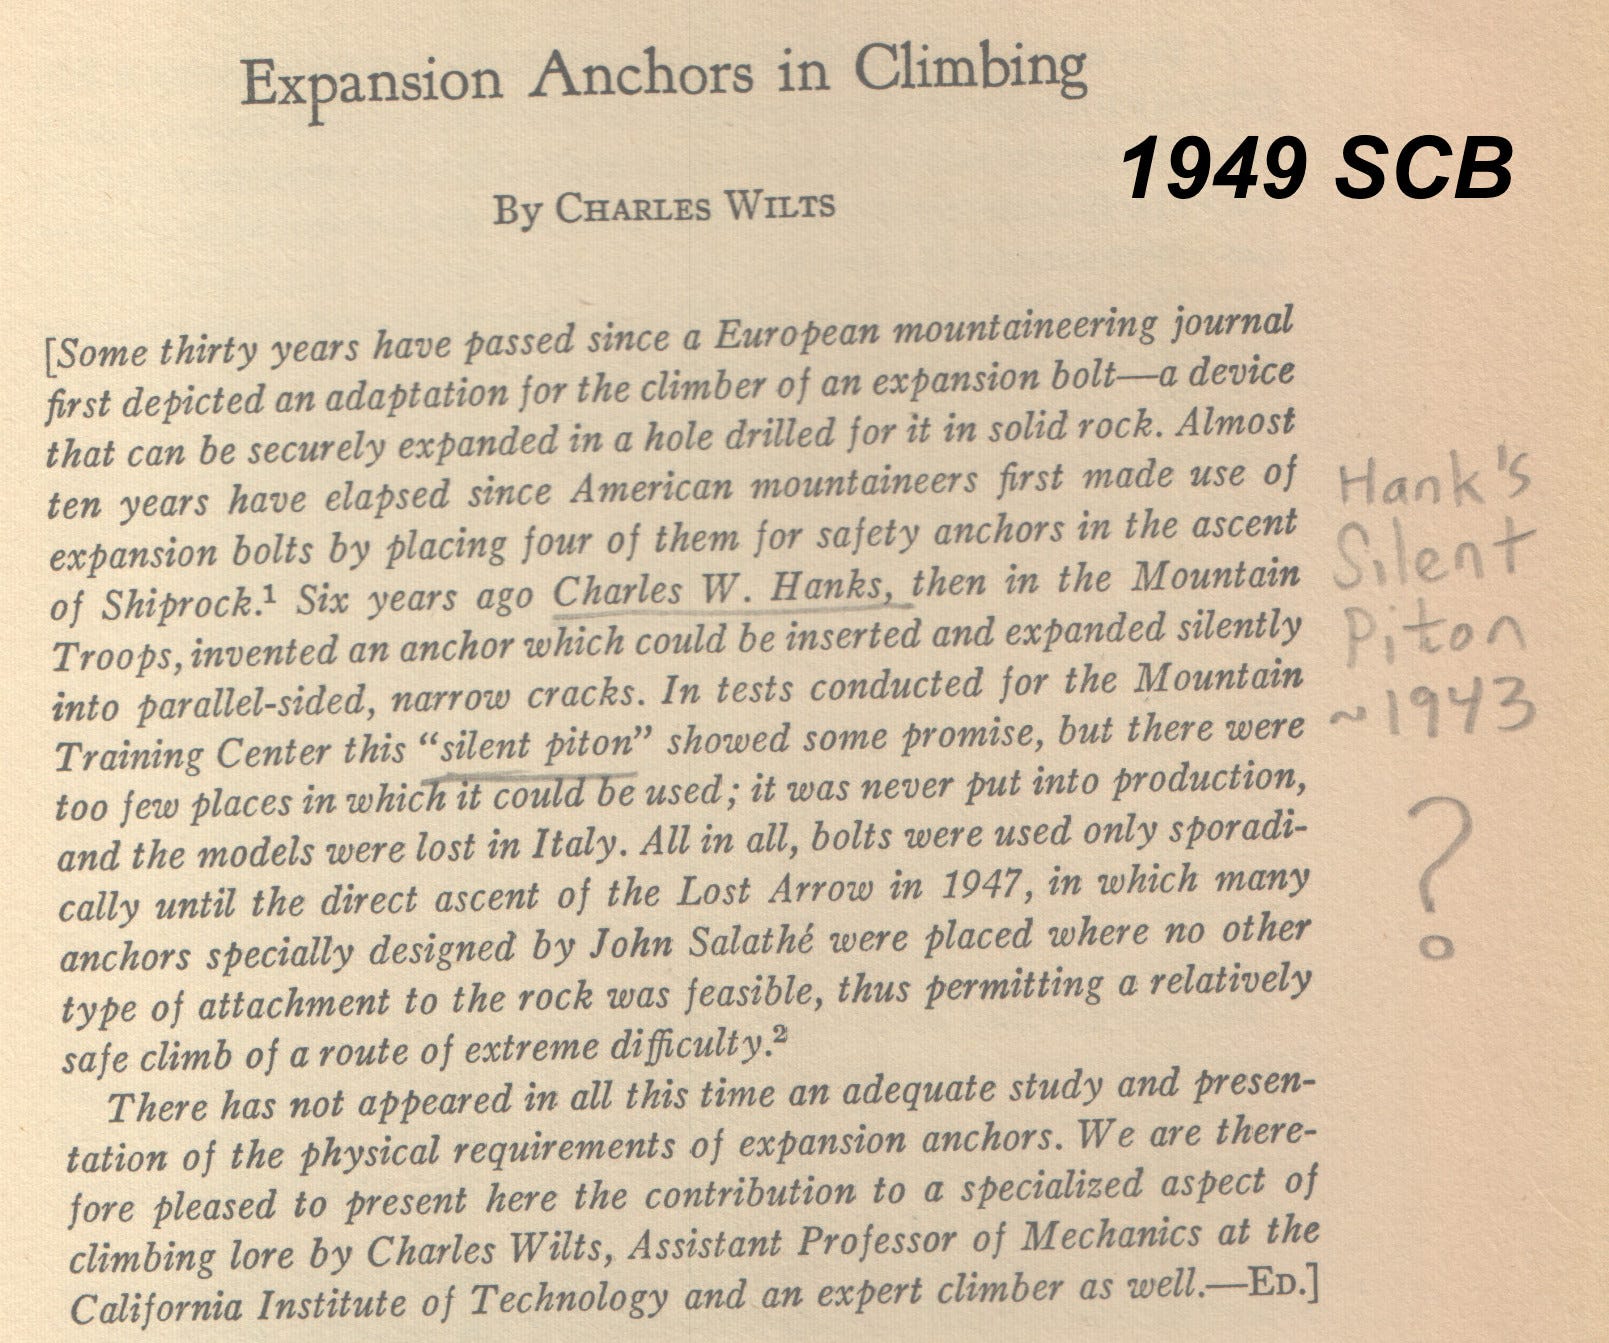 Expansion Anchors in Climbing
1949 SCB
By CHARLES WILTS
[Some thirty years have passed since a European mountaineering journal
first depicted an adaptation for the climber of an expansion bolt—a device
that can be securely expanded in a hole drilled for it in solid rock. Almost
ten years have elapsed since American mountaineers first made use of
expansion bolts by placing four of them for safety anchors in the ascent
of Shiprock.¹ Six years ago Charles W. Hanks, then in the Mountain
Troops, invented an anchor which could be inserted and expanded silently
into parallel-sided, narrow cracks. In tests conducted for the Mountain
Training Center this “silent piton” showed some promise, but there were
too few places in which it could be used; it was never put into production,
and the models were lost in Italy. All in all, bolts were used only sporadi-
cally until the direct ascent of the Lost Arrow in 1947, in which many
anchors specially designed by John Salathé were placed where no other
type of attachment to the rock was feasible, thus permitting a relatively
safe climb of a route of extreme difficulty.²
There has not appeared in all this time an adequate study and presen-
tation of the physical requirements of expansion anchors. We are there-
fore pleased to present here the contribution to a specialized aspect of
climbing lore by Charles Wilts, Assistant Professor of Mechanics at the
California Institute of Technology and an expert climber as well.—ED.]
Hank's
Silent
Piton
~1943
?